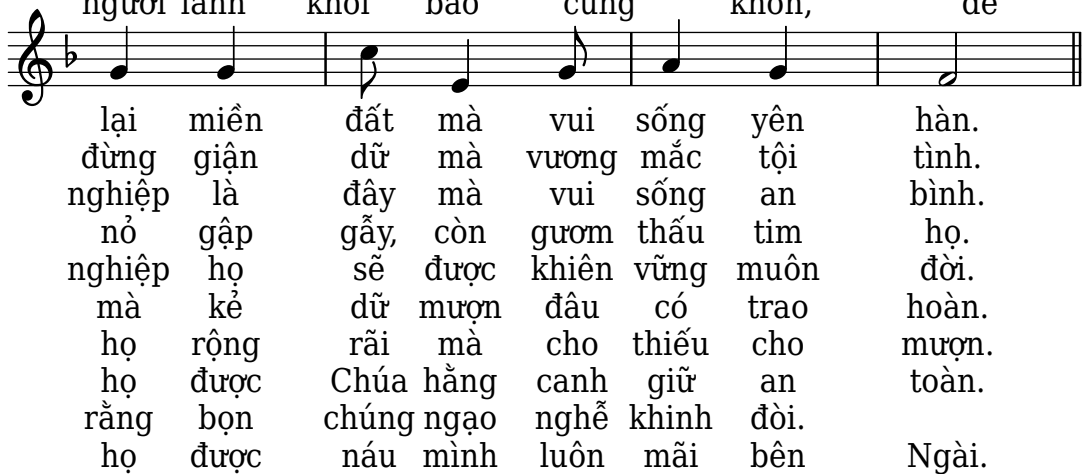 lại miền đất mà vui sống yên hàn.
đừng giận dữ mà vương mắc tội tình.
nghiệp là đây mà vui sống an bình.
nỏ gập gẫy, còn gươm thấu tim họ.
nghiệp họ sẽ được khiên vững muôn đời.
mà kẻ dữ mượn đâu có trao hoàn.
họ rộng rãi mà cho thiếu cho mượn.
họ được Chúa hằng canh giữ an toàn.
rằng bọn chúng ngạo nghễ khinh đòi.
họ được náu mình luôn mãi bên Ngài.